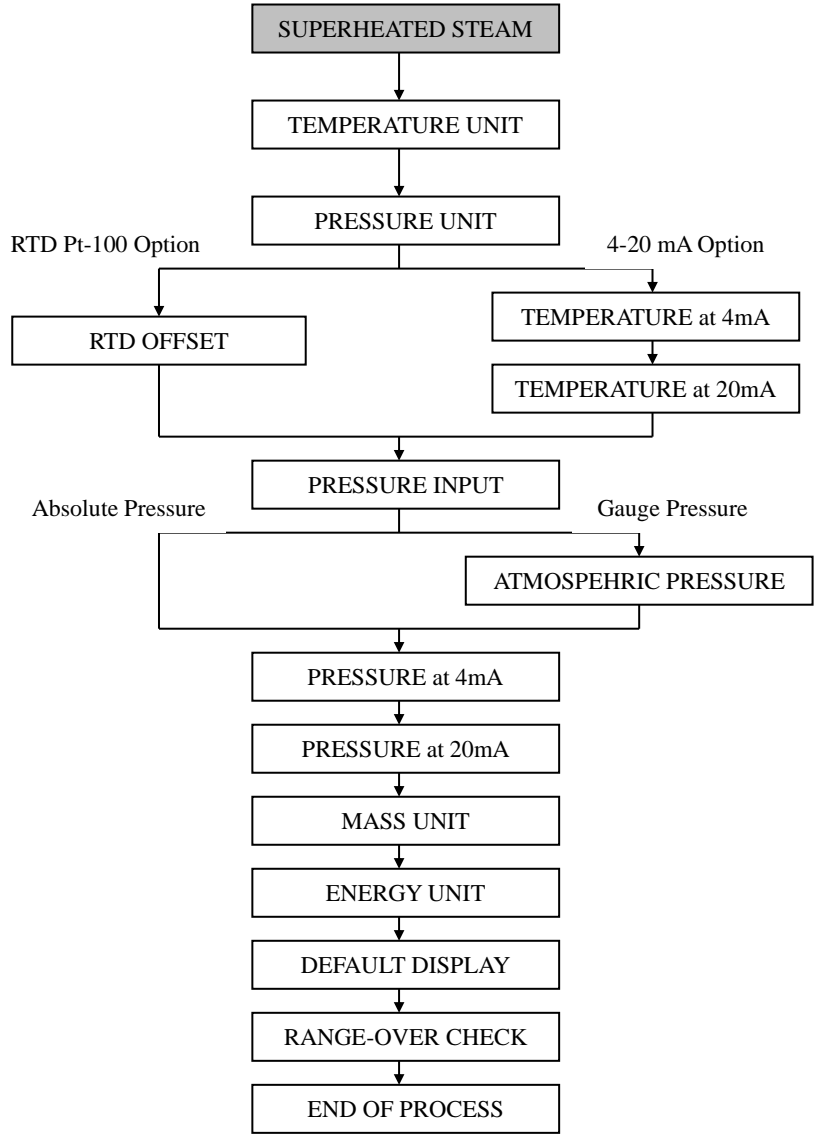 SUPERHEATED STEAM
TEMPERATURE UNIT
PRESSURE UNIT
RTD Pt-100 Option
4-20 mA Option
RTD OFFSET
TEMPERATURE at 4mA
TEMPERATURE at 20mA
PRESSURE INPUT
Absolute Pressure
Gauge Pressure
ATMOSPEHRIC PRESSURE
PRESSURE at 4mA
PRESSURE at 20mA
MASS UNIT
ENERGY UNIT
DEFAULT DISPLAY
RANGE-OVER CHECK
END OF PROCESS